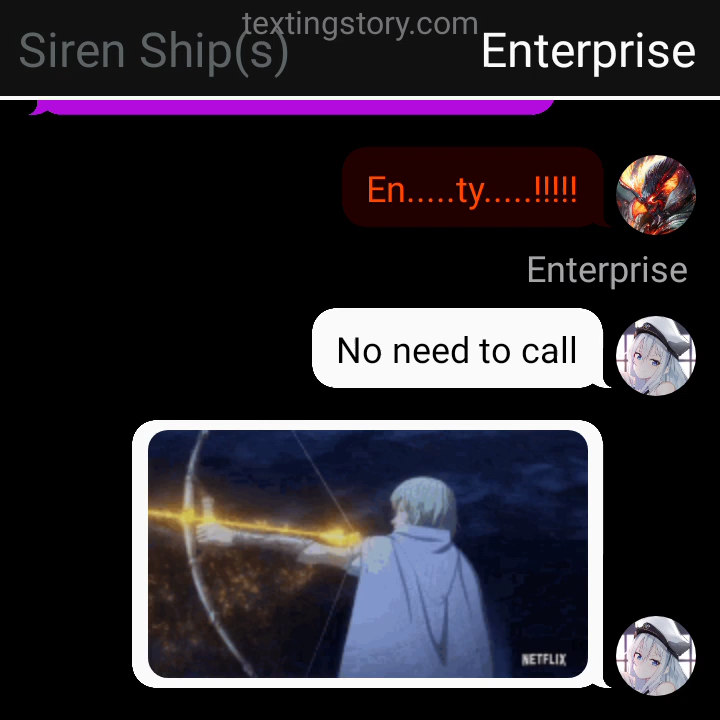 textingstory.com
Siren Ship(s)
Enterprise
En.....ty.....!!!!!
Enterprise
No need to call
NETFLIX